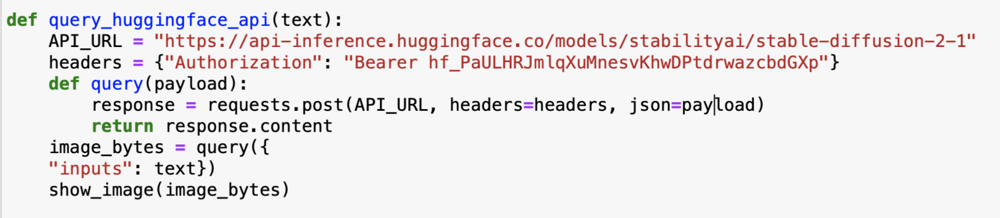 def query_huggingface_api(text):
    API_URL = "https://api-inference.huggingface.co/models/stabilityai/stable-diffusion-2-1"
    headers = {"Authorization": "Bearer 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"}
    def query(payload):
        response = requests.post(API_URL, headers=headers, json=payload)
        return response.content
    image_bytes = query({
    "inputs": text})
    show_image(image_bytes)